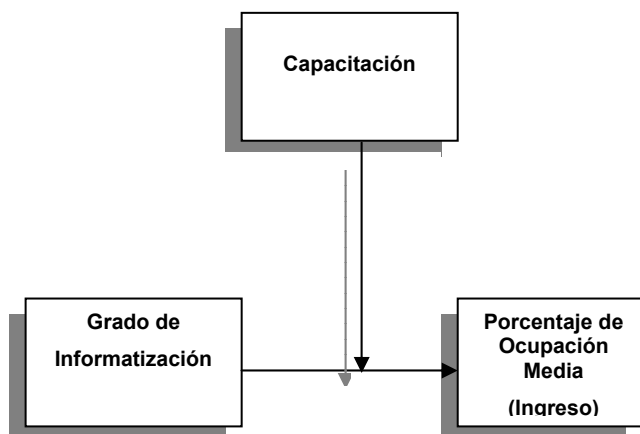 Capacitación
Grado de
Informatización
Porcentaje de
Ocupación
Media
(Ingreso)